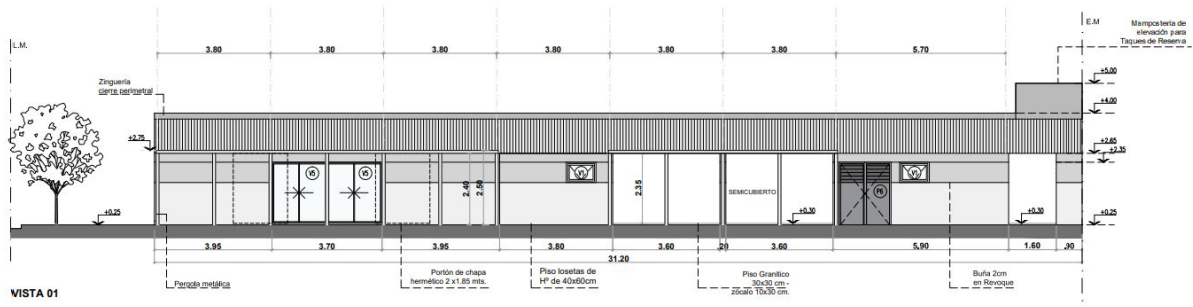 E.M
Mampostería de
elevación para
Taques de Reserva
L.M.
3.80 3.80 3.80 3.80 3.80 3.80 5.70
Zinguería
cierre perimetral
+5.00
+4.00
+2.75
+2.65
+2.35
V5 V5 V1 V1
2.40 2.50 2.35
SEMICUBIERTO
P6
+0.25 +0.30 +0.30 +0.25
3.95 3.70 3.95 3.80 3.60 .20 3.60 5.90 1.60 .90
31.20
Pergola metálica
Portón de chapa
hermético 2 x1.85 mts.
Piso losetas de
Hº de 40x60cm
Piso Granitico
30x30 cm -
zócalo 10x30 cm.
Buña 2cm
en Revoque
VISTA 01